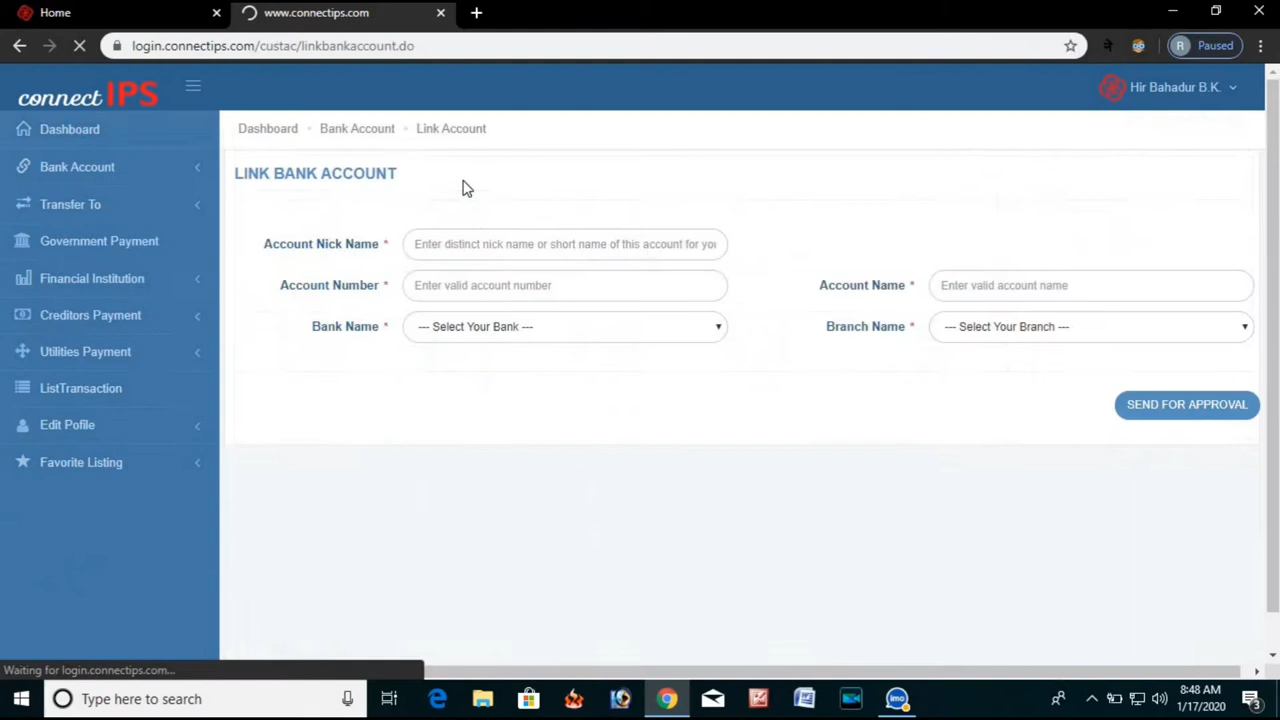 Home
www.connectips.com
login.connectips.com/custac/linkbankaccount.do
R Paused
connectIPS
Hir Bahadur B.K.
Dashboard
Bank Account
Transfer To
Government Payment
Financial Institution
Creditors Payment
Utilities Payment
ListTransaction
Edit Pofile
Favorite Listing
Dashboard Bank Account Link Account
LINK BANK ACCOUNT
Account Nick Name * Enter distinct nick name or short name of this account for you
Account Number * Enter valid account number
Account Name * Enter valid account name
Bank Name * --- Select Your Bank ---
Branch Name * --- Select Your Branch ---
SEND FOR APPROVAL
Waiting for login.connectips.com...
Type here to search
imo
8:48 AM
1/17/2020
3